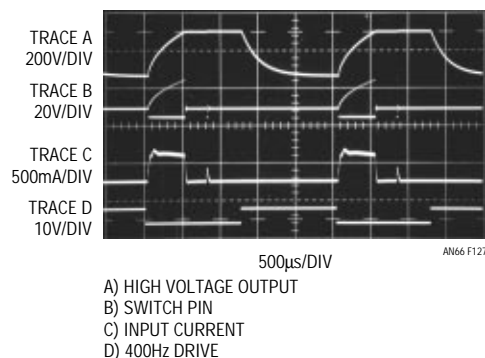 TRACE A
200V/DIV
TRACE B
20V/DIV
TRACE C
500mA/DIV
TRACE D
10V/DIV
500µs/DIV
AN66 F127
A) HIGH VOLTAGE OUTPUT
B) SWITCH PIN
C) INPUT CURRENT
D) 400Hz DRIVE